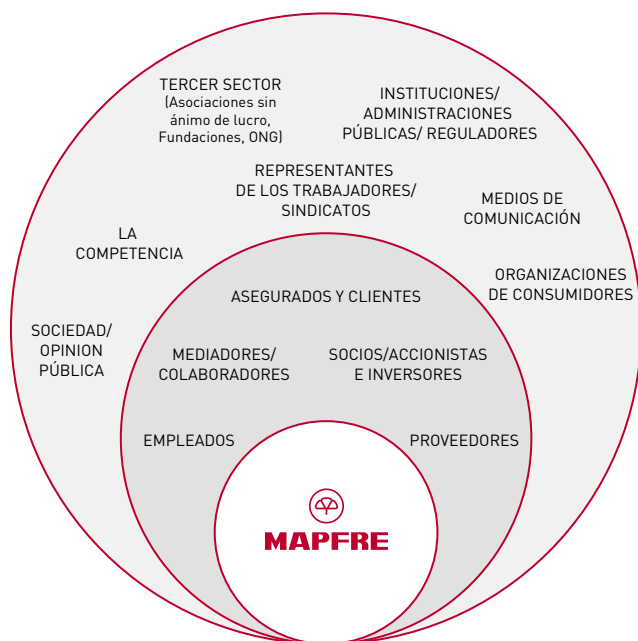 TERCER SECTOR
(Asociaciones sin
ánimo de lucro,
Fundaciones, ONG)
INSTITUCIONES/
ADMINISTRACIONES
PÚBLICAS/ REGULADORES
REPRESENTANTES
DE LOS TRABAJADORES/
SINDICATOS
MEDIOS DE
COMUNICACIÓN
LA
COMPETENCIA
ORGANIZACIONES
DE CONSUMIDORES
SOCIEDAD/
OPINION
PÚBLICA
ASEGURADOS Y CLIENTES
MEDIADORES/
COLABORADORES
SOCIOS/ACCIONISTAS
E INVERSORES
EMPLEADOS
PROVEEDORES
MAPFRE